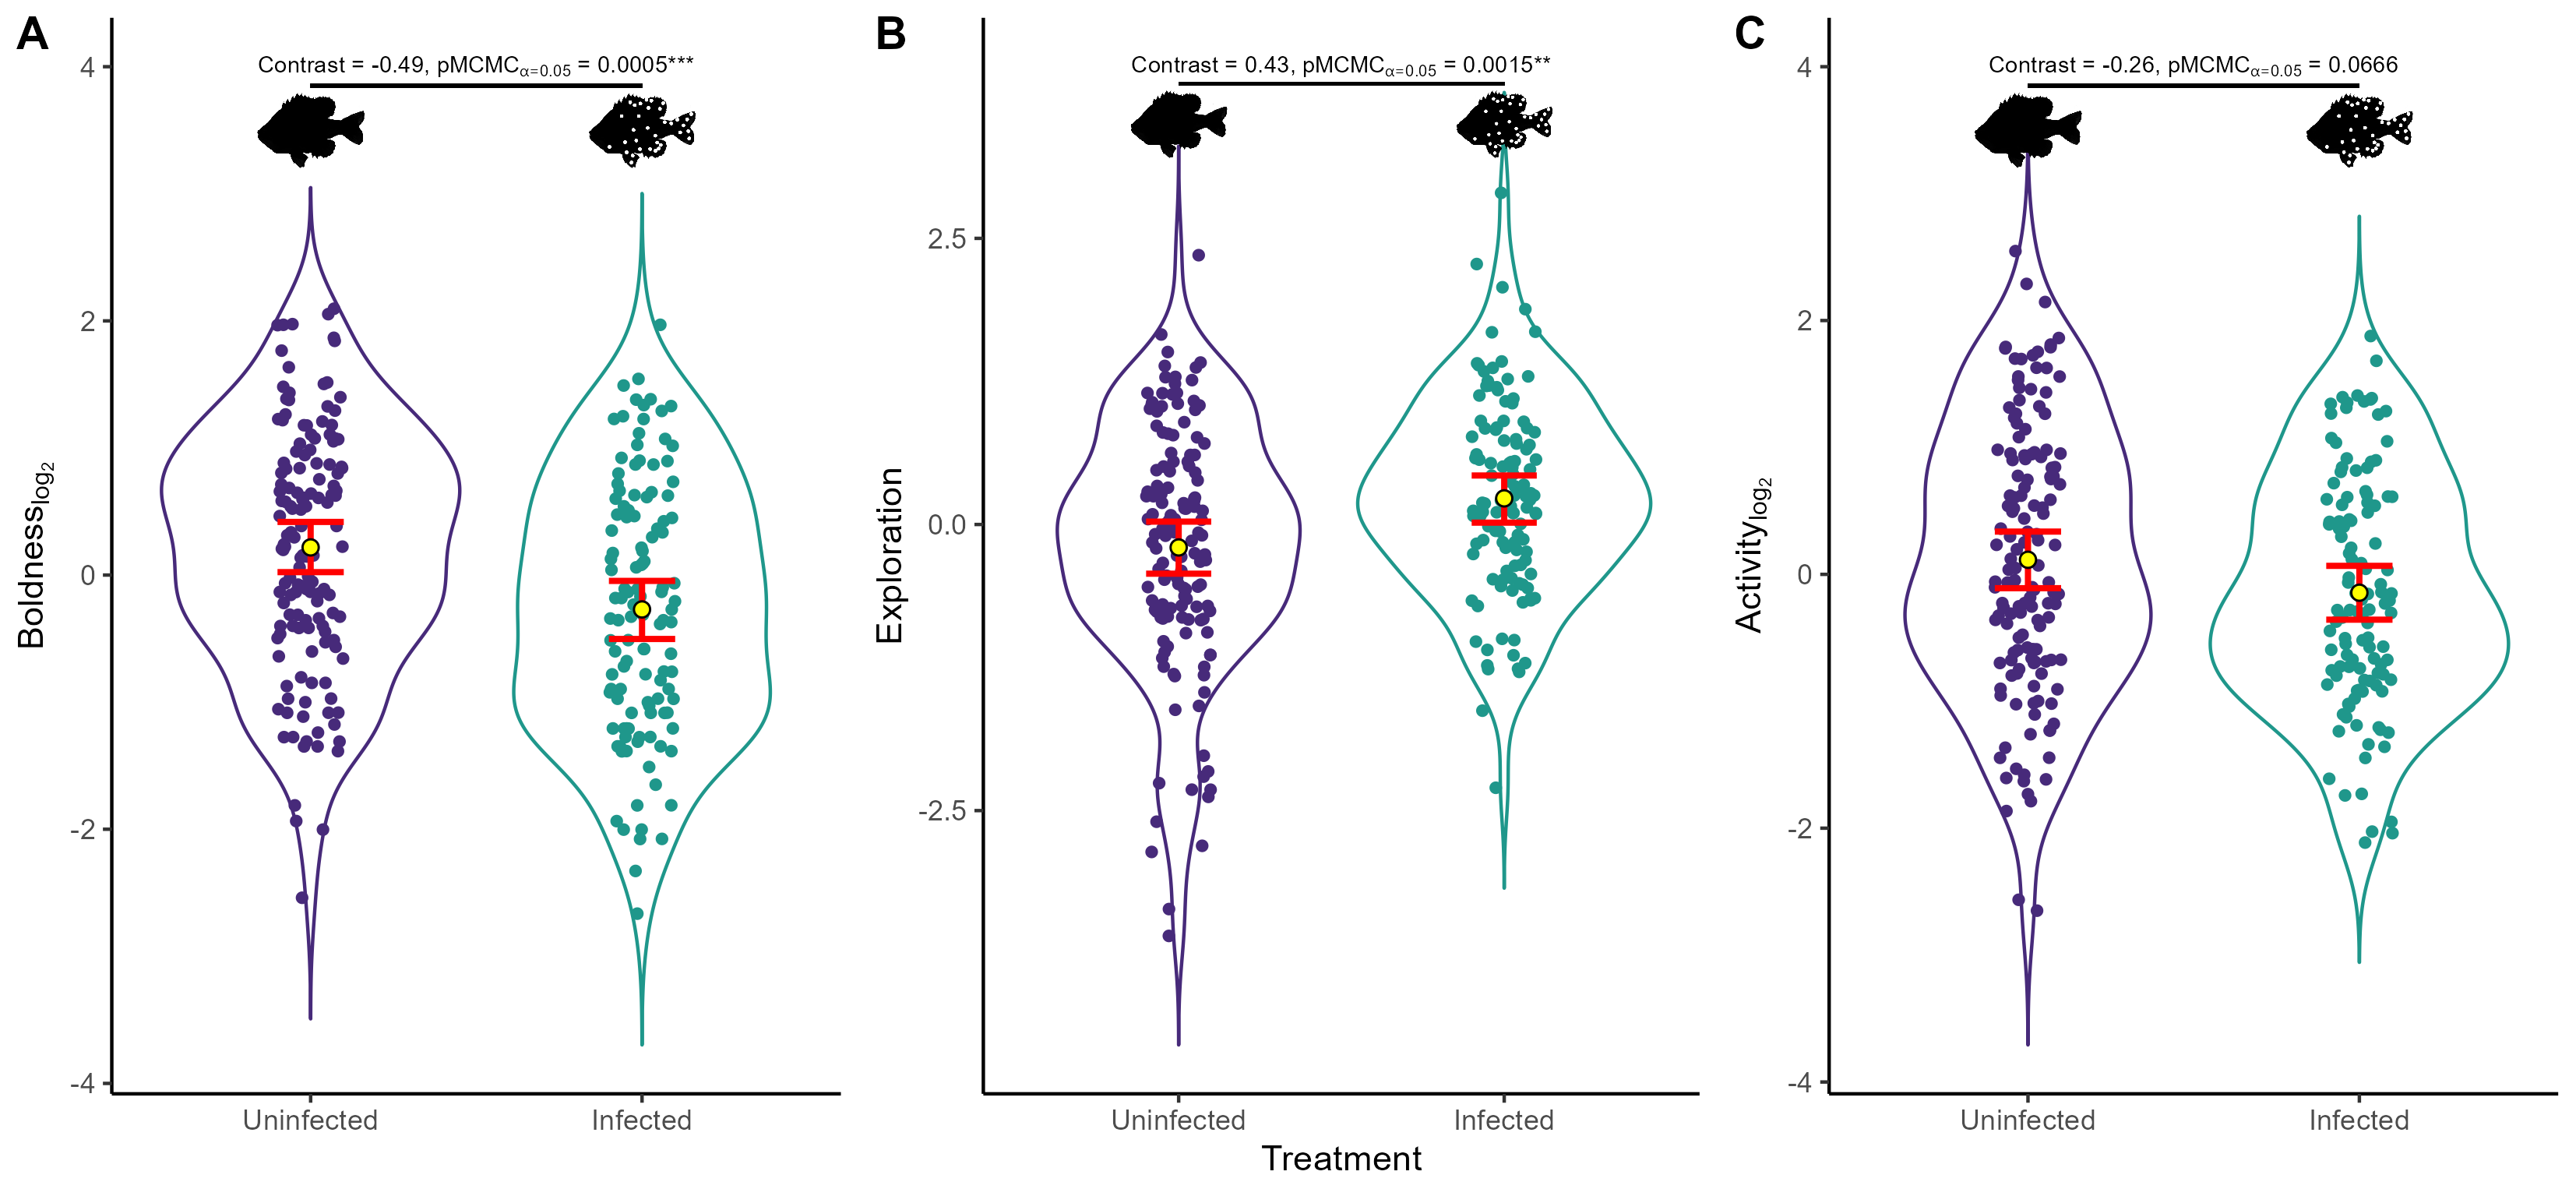 A
Contrast = -0.49, pMCMCα=0.05 = 0.0005***
4
2
0
-2
-4
Boldnesslog2
Uninfected
Infected
B
Contrast = 0.43, pMCMCα=0.05 = 0.0015**
2.5
0.0
-2.5
Exploration
Uninfected
Infected
Treatment
C
Contrast = -0.26, pMCMCα=0.05 = 0.0666
4
2
0
-2
-4
Activitylog2
Uninfected
Infected